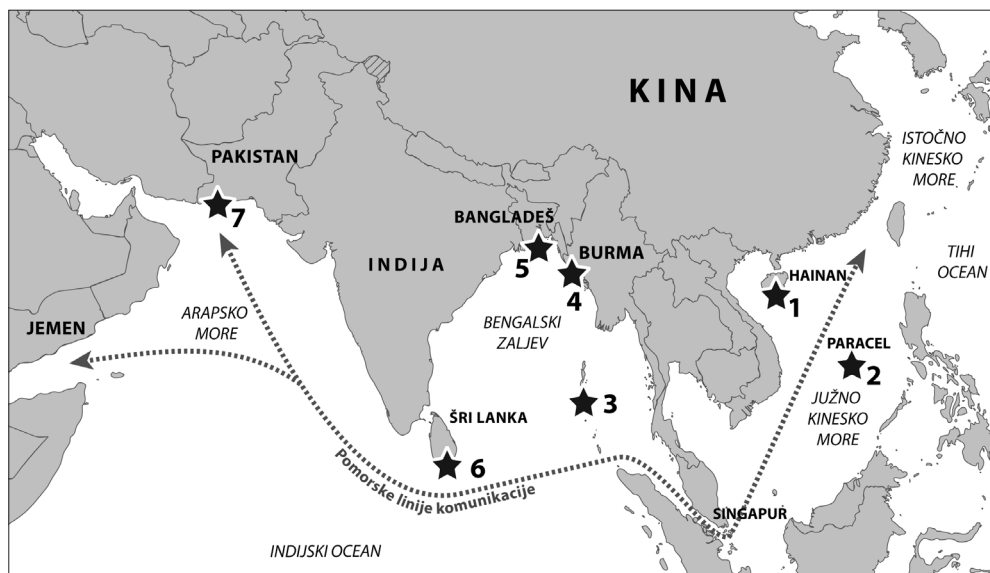 KINA
ISTOČNO
KINESKO
MORE
PAKISTAN
7
BANGLADEŠ
5
BURMA
4
INDIJA
HAINAN
1
TIHI
OCEAN
ARAPSKO
MORE
JEMEN
BENGALSKI
ZALJEV
PARACEL
2
JUŽNO
KINESKO
MORE
3
ŠRI LANKA
6
Pomorske linije komunikacije
SINGAPUR
INDIJSKI OCEAN